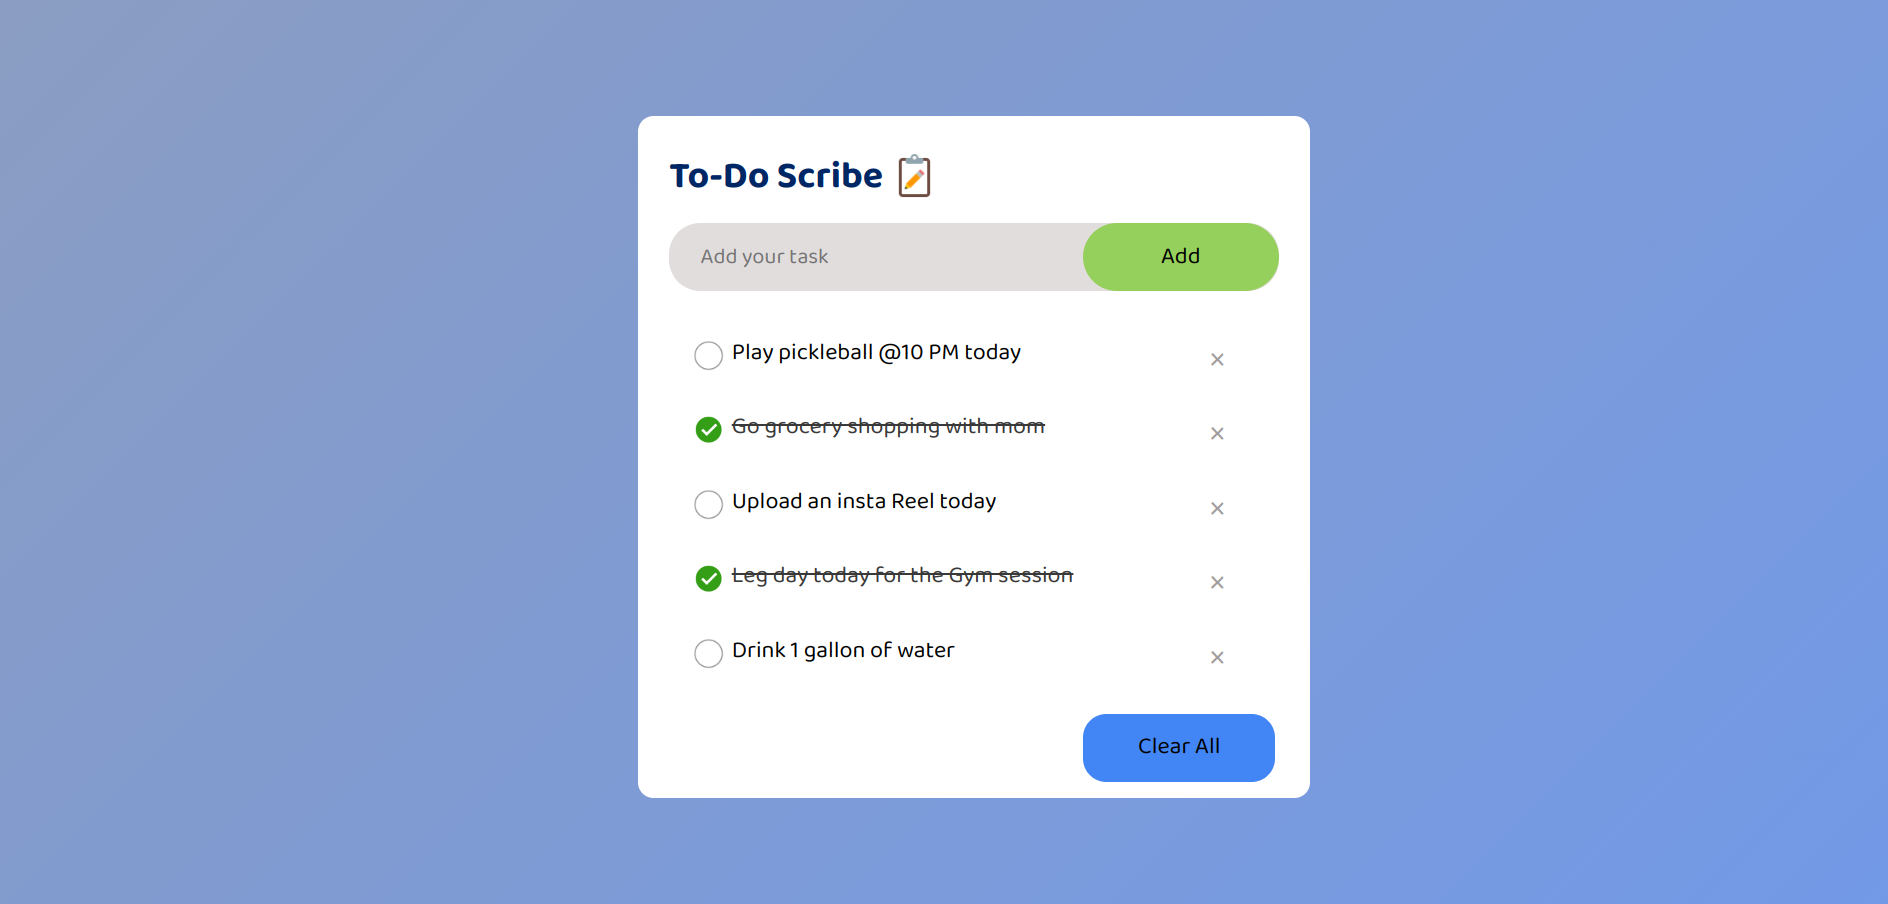 To-Do Scribe
Add your task
Add
Play pickleball @10 PM today
Go grocery shopping with mom
Upload an insta Reel today
Leg day today for the Gym session
Drink 1 gallon of water
Clear All